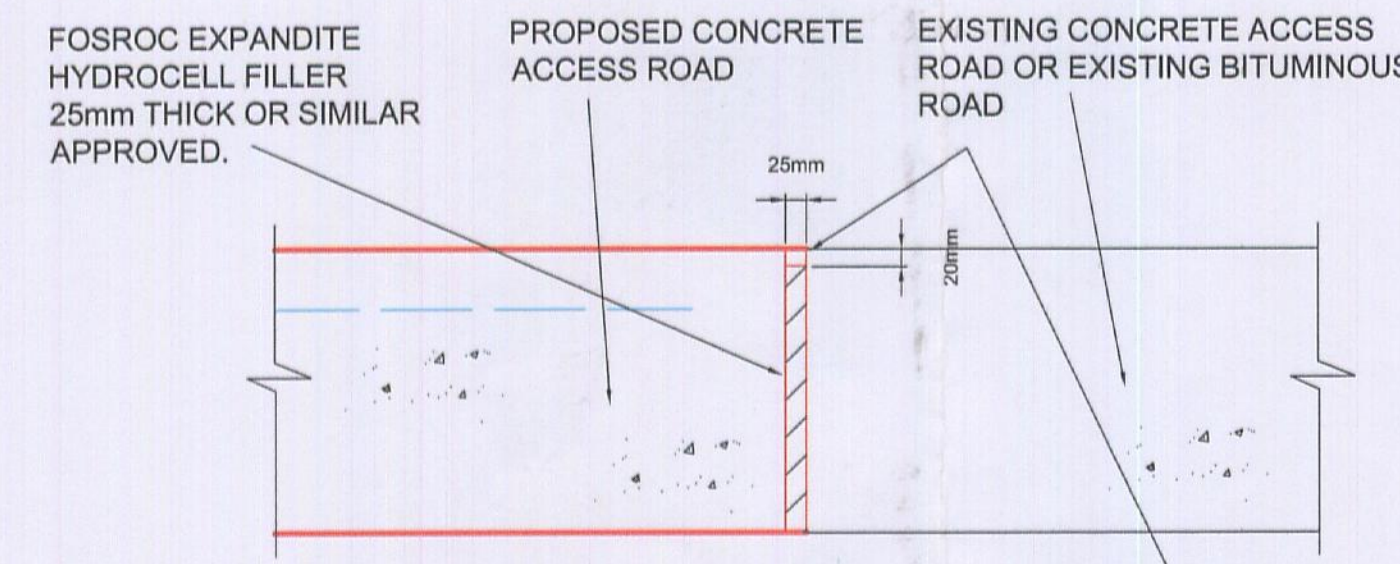 FOSROC EXPANDITE
HYDROCELL FILLER
25mm THICK OR SIMILAR
APPROVED.
PROPOSED CONCRETE
ACCESS ROAD
EXISTING CONCRETE ACCESS
ROAD OR EXISTING BITUMINOUS
ROAD
25mm
20mm